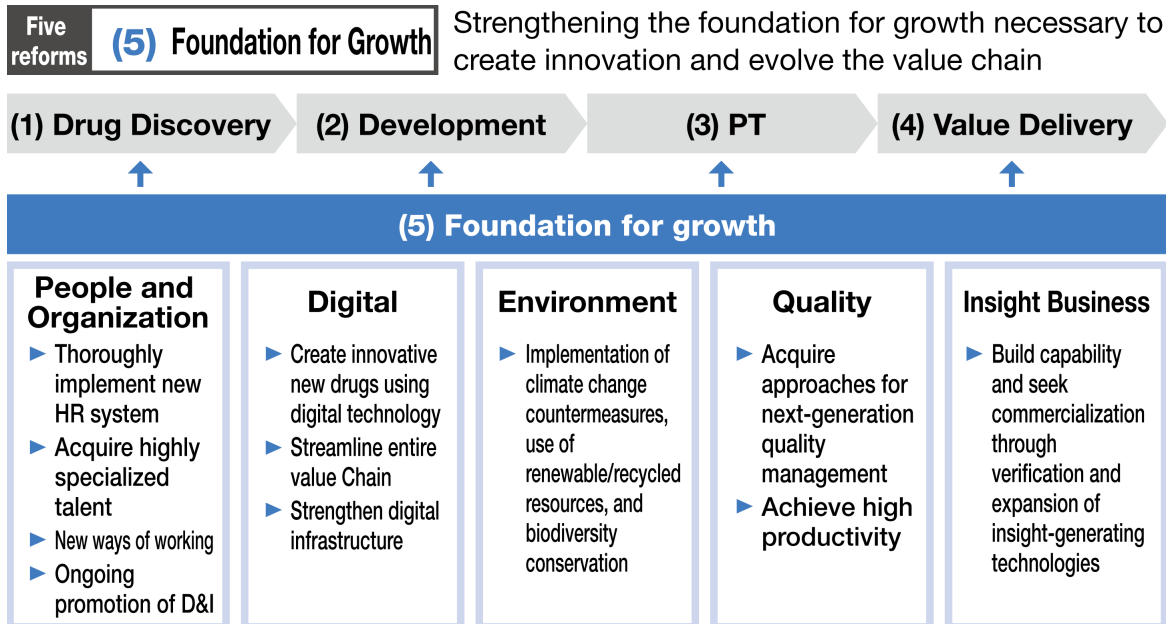 Five
reforms
(5) Foundation for Growth
Strengthening the foundation for growth necessary to
create innovation and evolve the value chain
(1) Drug Discovery
(2) Development
(3) PT
(4) Value Delivery
(5) Foundation for growth
People and
Organization
Thoroughly
implement new
HR system
Acquire highly
specialized
talent
New ways of working
Ongoing
promotion of D&I
Digital
Create innovative
new drugs using
digital technology
Streamline entire
value Chain
Strengthen digital
infrastructure
Environment
Implementation of
climate change
countermeasures,
use of
renewable/recycled
resources, and
biodiversity
conservation
Quality
Acquire
approaches for
next-generation
quality
management
Achieve high
productivity
Insight Business
Build capability
and seek
commercialization
through
verification and
expansion of
insight-generating
technologies